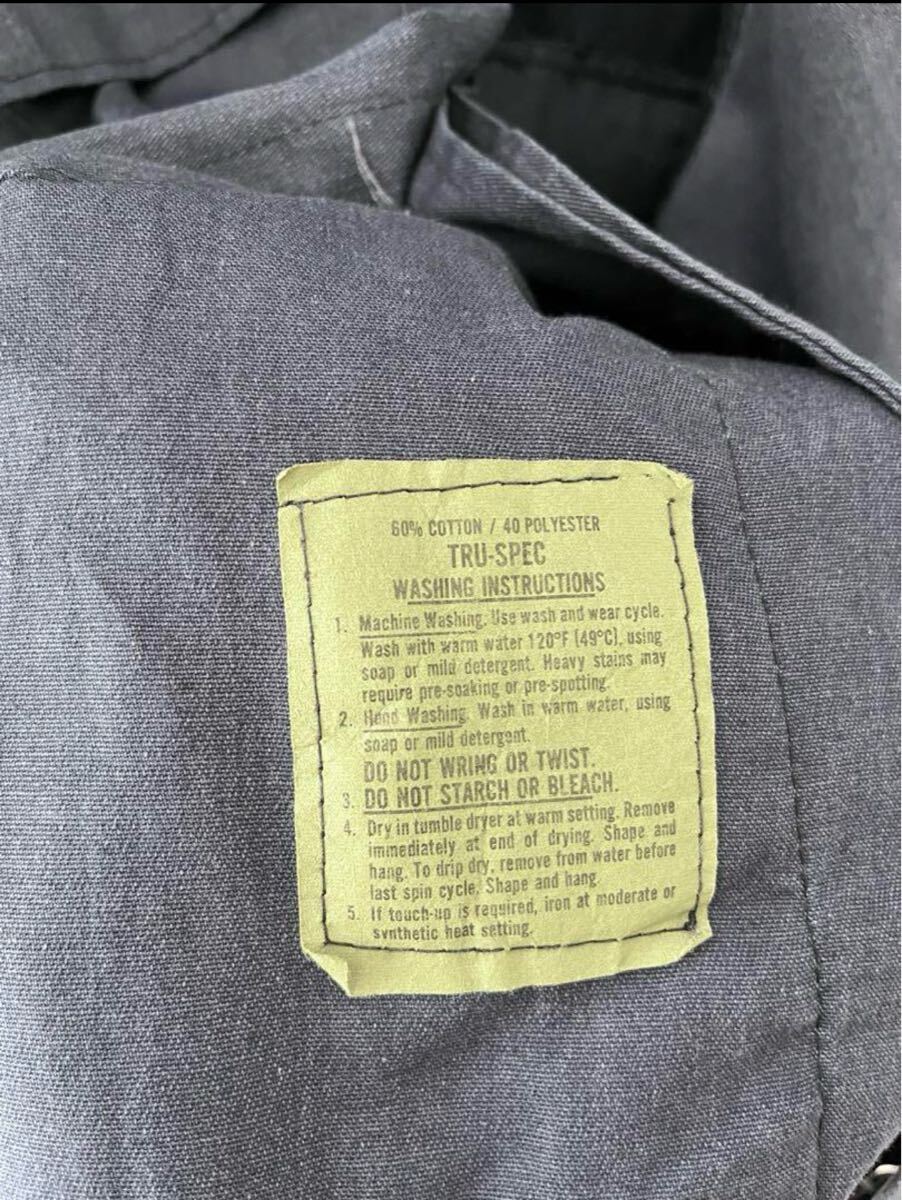 60% COTTON / 40 POLYESTER
TRU-SPEC
WASHING INSTRUCTIONS
1. Machine Washing. Use wash and wear cycle.
Wash with warm water 120°F (49°C), using
soap or mild detergent. Heavy stains may
require pre-soaking or pre-spotting.
2. Hand Washing. Wash in warm water, using
soap or mild detergent.
DO NOT WRING OR TWIST.
3. DO NOT STARCH OR BLEACH.
4. Dry in tumble dryer at warm setting. Remove
immediately at end of drying. Shape and
hang. To drip dry, remove from water before
last spin cycle. Shape and hang.
5. If touch-up is required, iron at moderate or
synthetic heat setting.